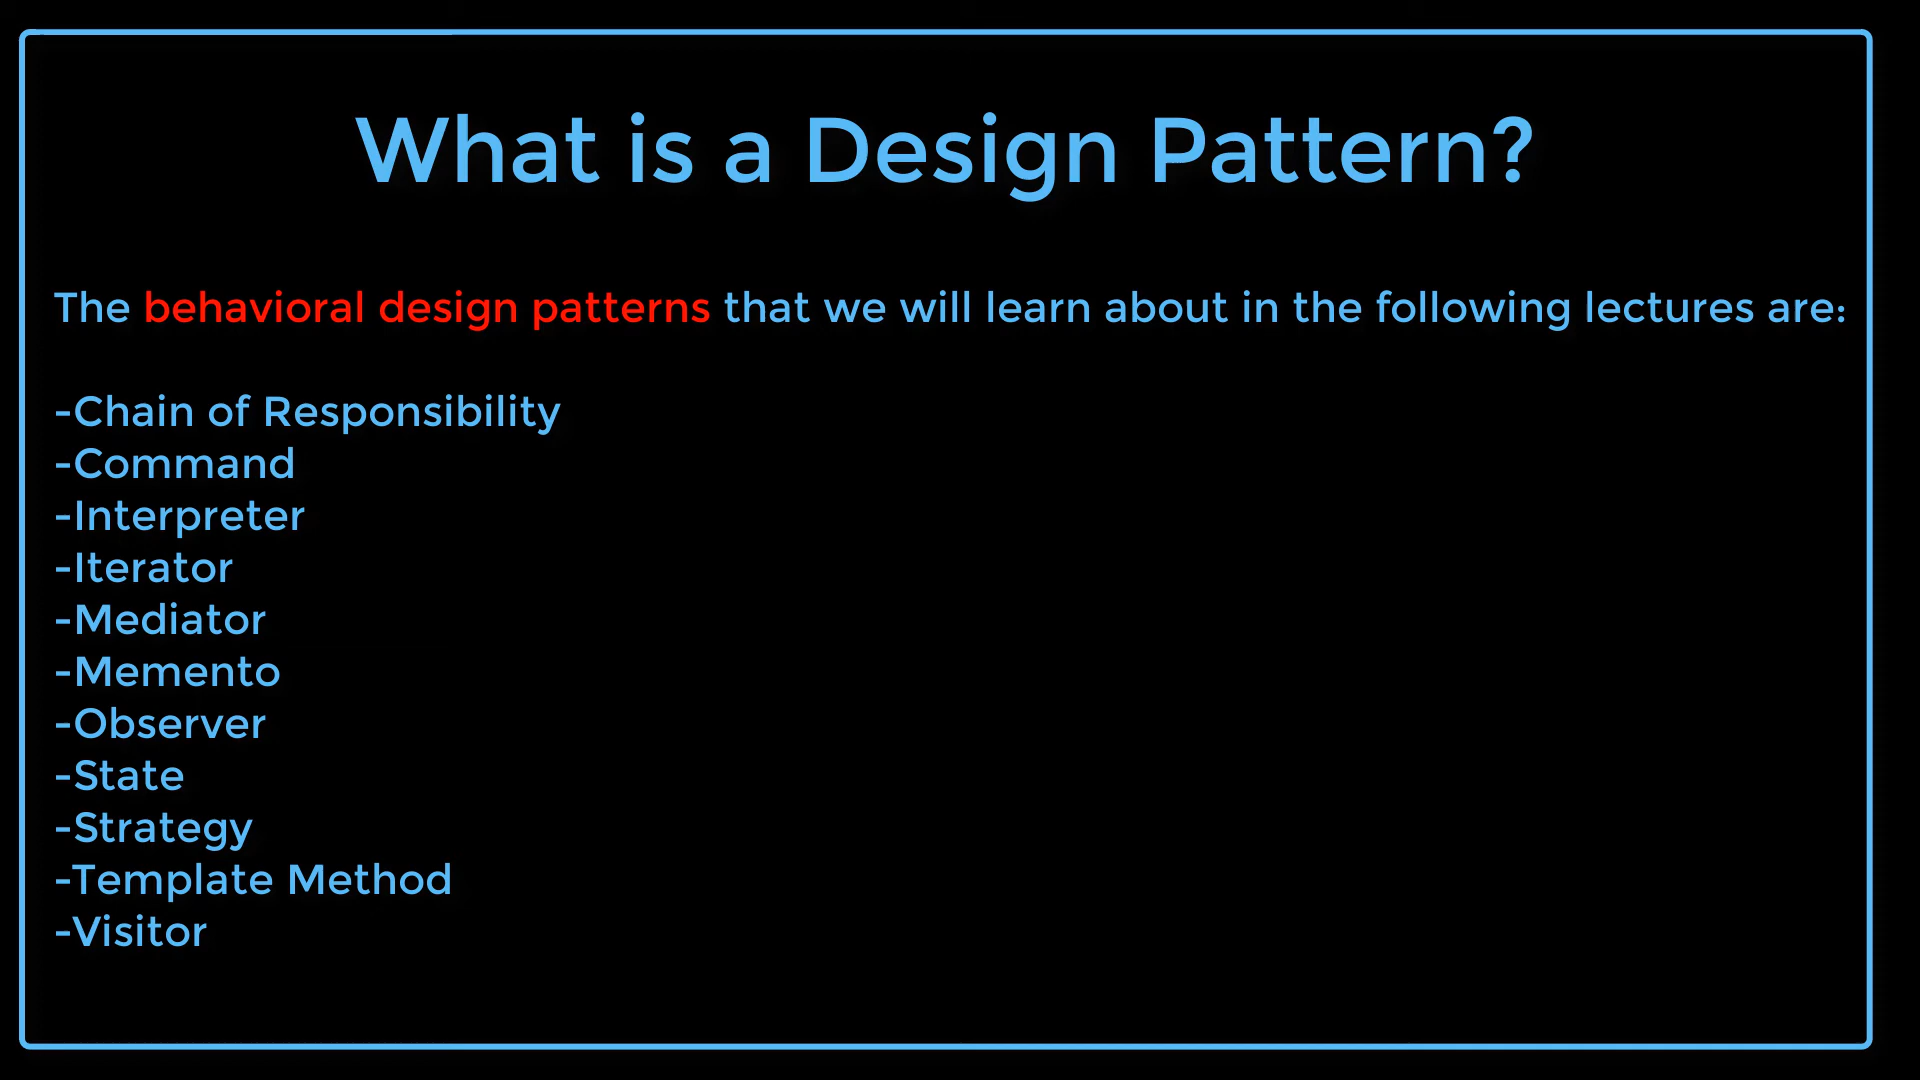 What is a Design Pattern?
The behavioral design patterns that we will learn about in the following lectures are:
-Chain of Responsibility
-Command
-Interpreter
-Iterator
-Mediator
-Memento
-Observer
-State
-Strategy
-Template Method
-Visitor